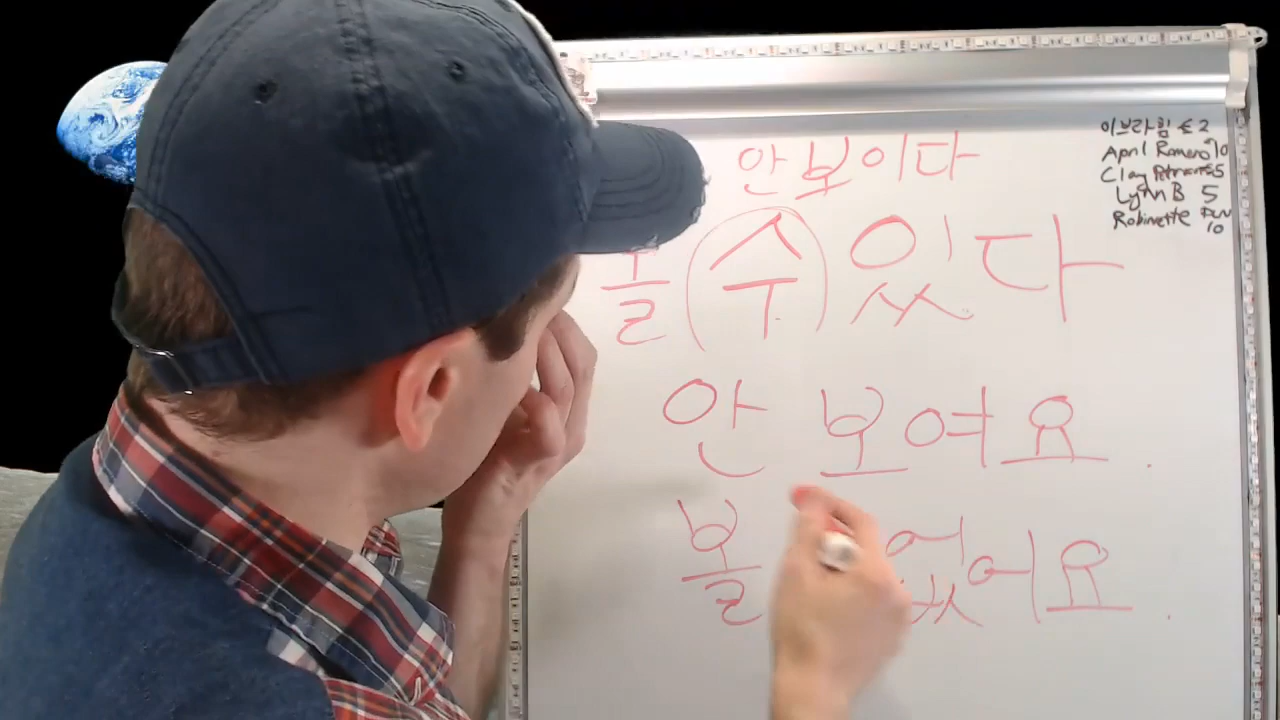 안보이다
볼 수 있다
안 보여요.
볼 없어요.
이브라힘 € 2
April Romero 10
Clay 5
Lynn B 5
Robinette
10